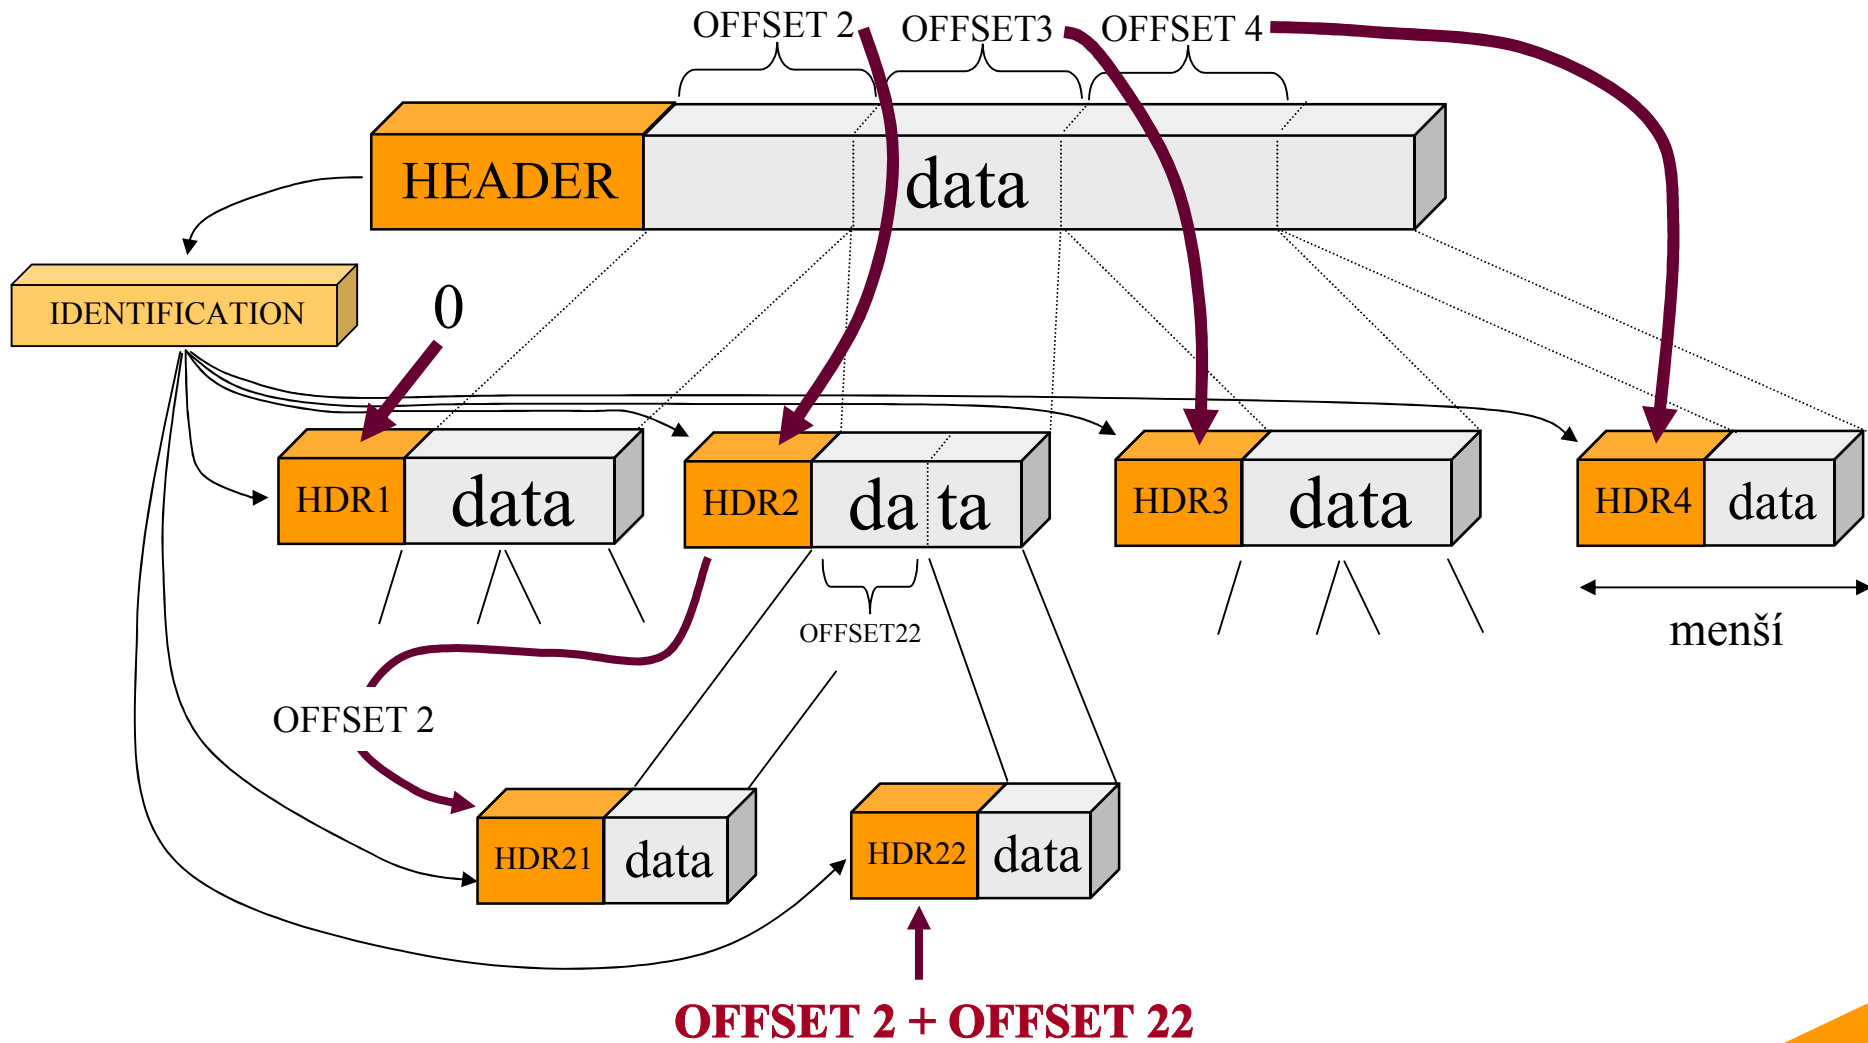 OFFSET 2 OFFSET3 OFFSET 4
HEADER data
IDENTIFICATION
0
HDR1 data HDR2 da ta HDR3 data HDR4 data
OFFSET22
menší
OFFSET 2
HDR21 data HDR22 data
OFFSET 2 + OFFSET 22